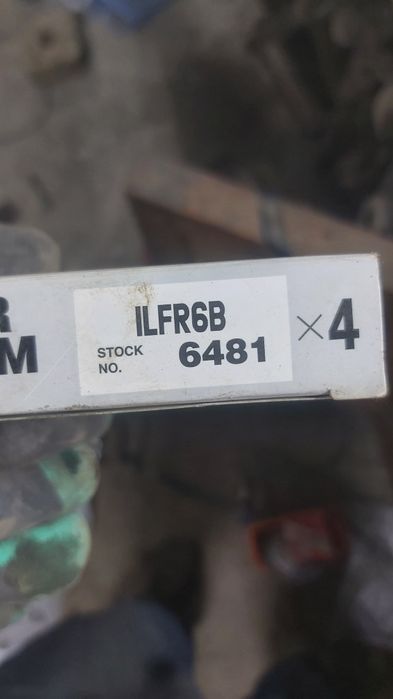 R
M
ILFR6B
STOCK
NO.
6481
×4